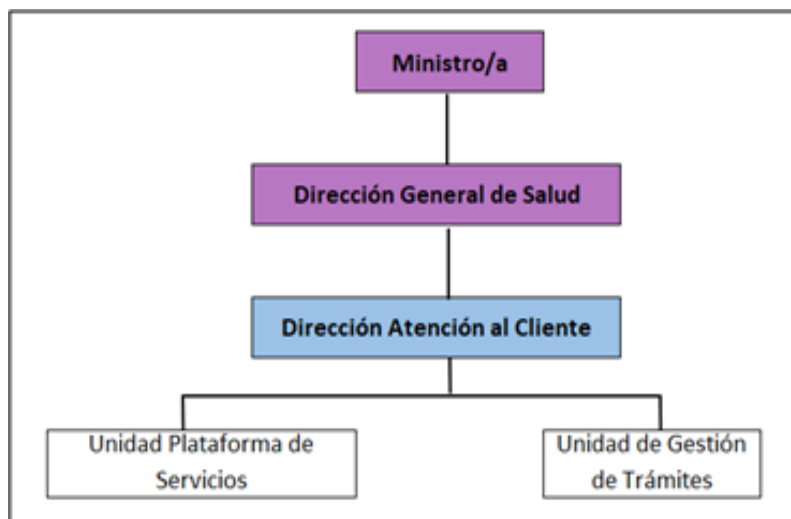 Ministro/a
Dirección General de Salud
Dirección Atención al Cliente
Unidad Plataforma de
Servicios
Unidad de Gestión
de Trámites